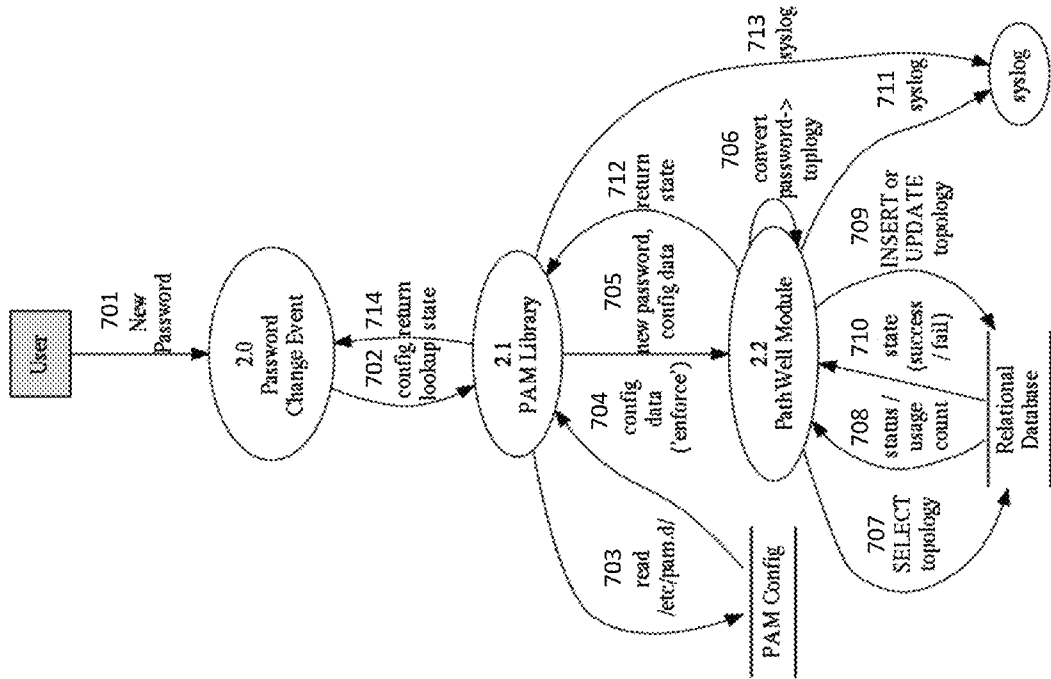 User
701
New
Password
2.0
Password
Change Event
702
config
lookup
714
return
state
2.1
PAM Library
703
read
/etc/pam.d/
704
config
data
('enforce')
705
new password,
config data
712
return
state
713
syslog
PAM Config
2.2
PathWell Module
706
convert
password->
toplogy
707
SELECT
topology
708
status /
usage
count
710
state
(success
/ fail)
709
INSERT or
UPDATE
topology
711
syslog
Relational
Database
syslog